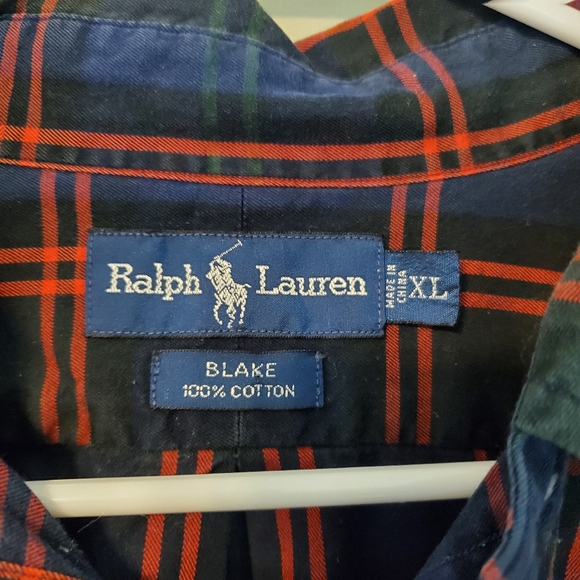 Ralph Lauren
MADE IN
CHINA
XL
BLAKE
100% COTTON